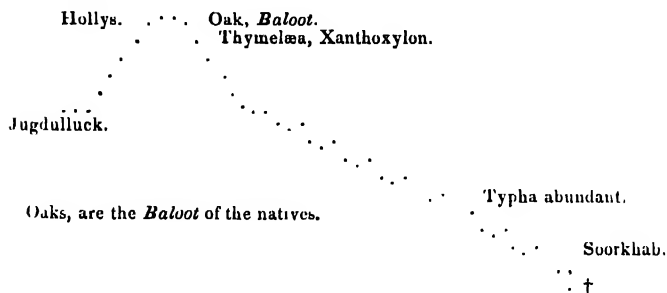 Hollys. Oak, Baloot.
Thymelæa, Xanthoxylon.
Jugdulluck.
Typha abundant.
Oaks, are the Baloot of the natives.
Soorkhab.
†